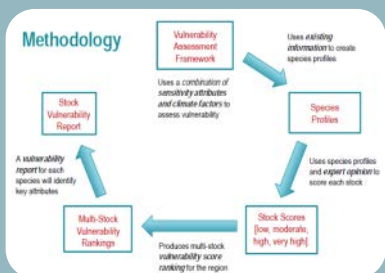 Methodology
Vulnerability
Assessment
Framework
Uses existing
information to create
species profiles
Uses a combination of
sensitivity attributes
and climate factors to
assess vulnerability
Stock
Vulnerability
Report
Species
Profiles
A vulnerability
report for each
species will identify
key attributes
Uses species profiles
and expert opinion to
score each stock
Multi-Stock
Vulnerability
Rankings
Stock Scores
[low, moderate,
high, very high].
Produces multi-stock
vulnerability score
ranking for the region